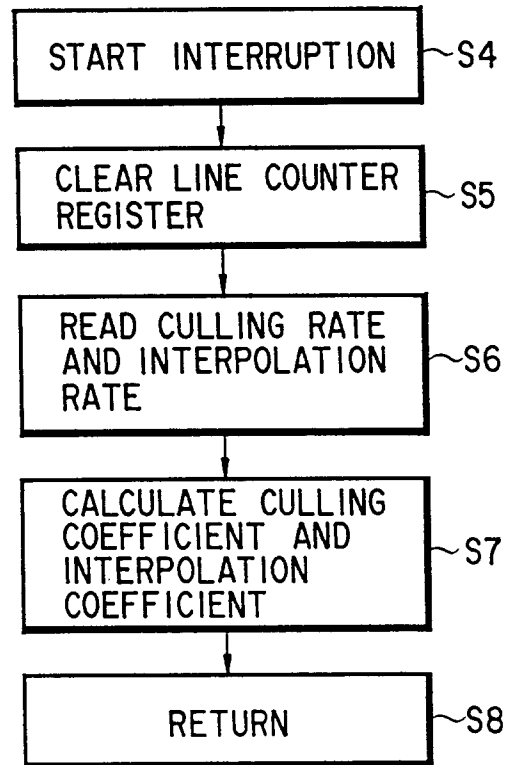 START INTERRUPTION
S4
CLEAR LINE COUNTER
REGISTER
S5
READ CULLING RATE
AND INTERPOLATION
RATE
S6
CALCULATE CULLING
COEFFICIENT AND
INTERPOLATION
COEFFICIENT
S7
RETURN
S8